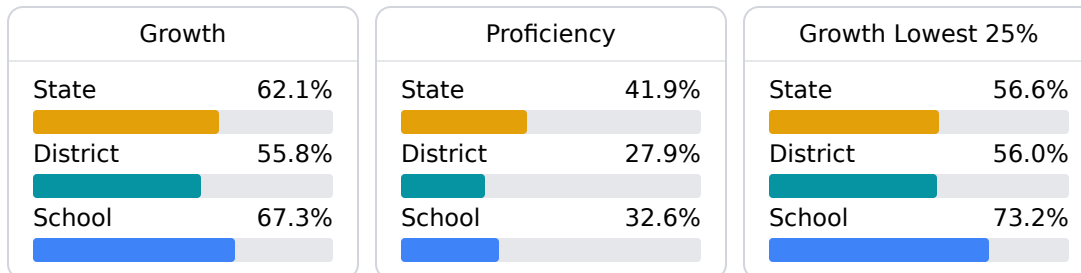 Growth
State 62.1%
District 55.8%
School 67.3%
Proficiency
State 41.9%
District 27.9%
School 32.6%
Growth Lowest 25%
State 56.6%
District 56.0%
School 73.2%